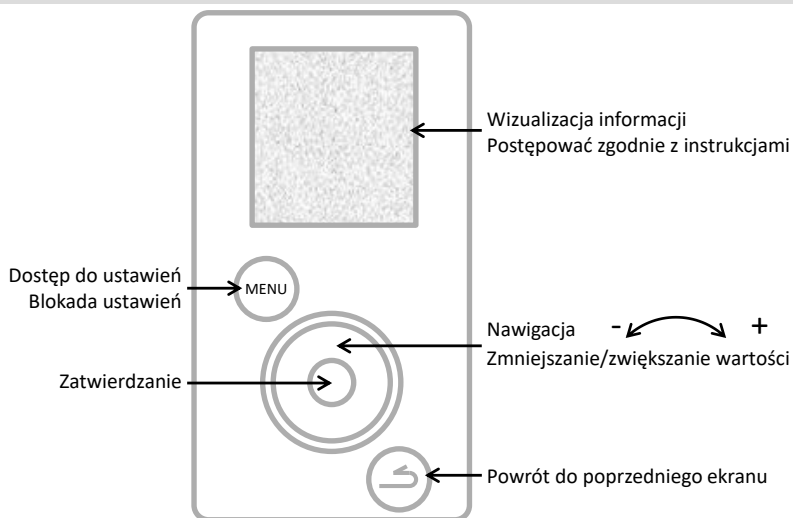 Wizualizacja informacji
Postępować zgodnie z instrukcjami
Dostęp do ustawień
Blokada ustawień
MENU
Nawigacja - +
Zmniejszanie/zwiększanie wartości
Zatwierdzanie
Powrót do poprzedniego ekranu